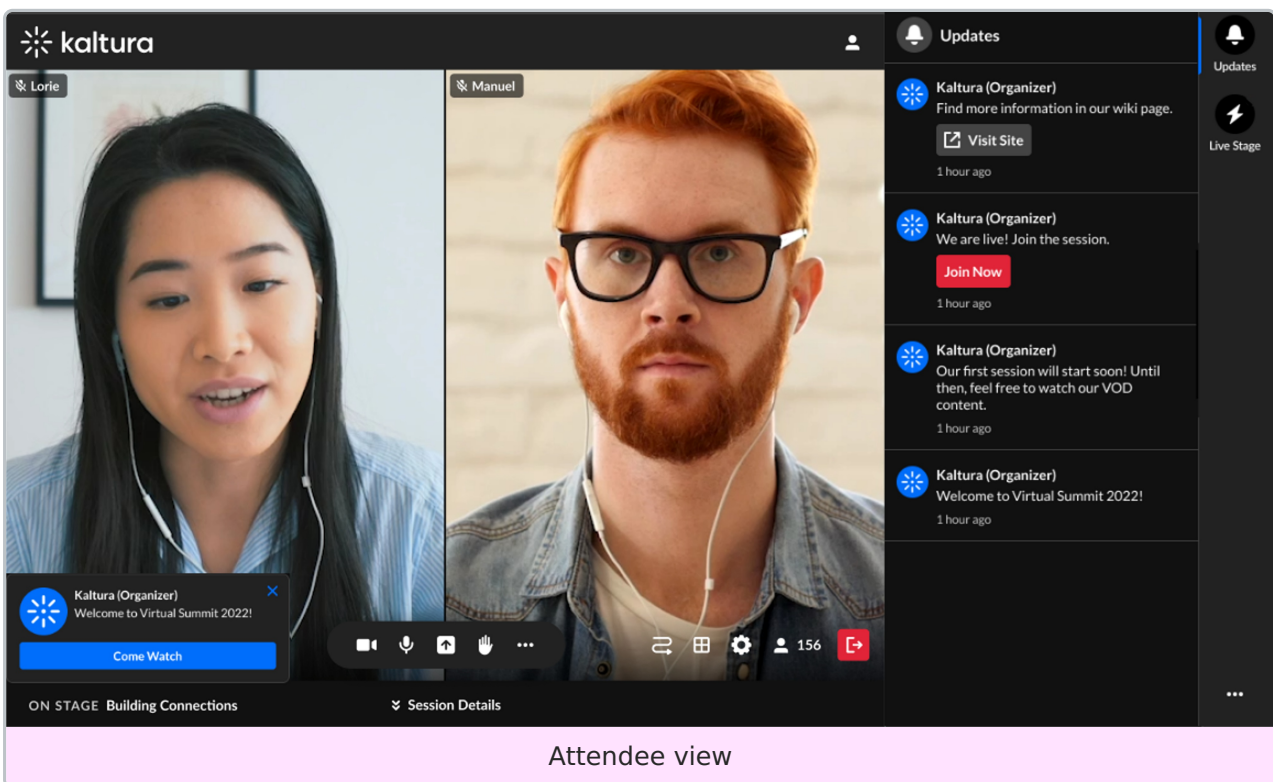 kaltura
Lorie
Manuel
Kaltura (Organizer)
Welcome to Virtual Summit 2022!
Come Watch
156
ON STAGE Building Connections
Session Details
Updates
Kaltura (Organizer)
Find more information in our wiki page.
Visit Site
1 hour ago
Kaltura (Organizer)
We are live! Join the session.
Join Now
1 hour ago
Kaltura (Organizer)
Our first session will start soon! Until
then, feel free to watch our VOD
content.
1 hour ago
Kaltura (Organizer)
Welcome to Virtual Summit 2022!
1 hour ago
Updates
Live Stage
Attendee view